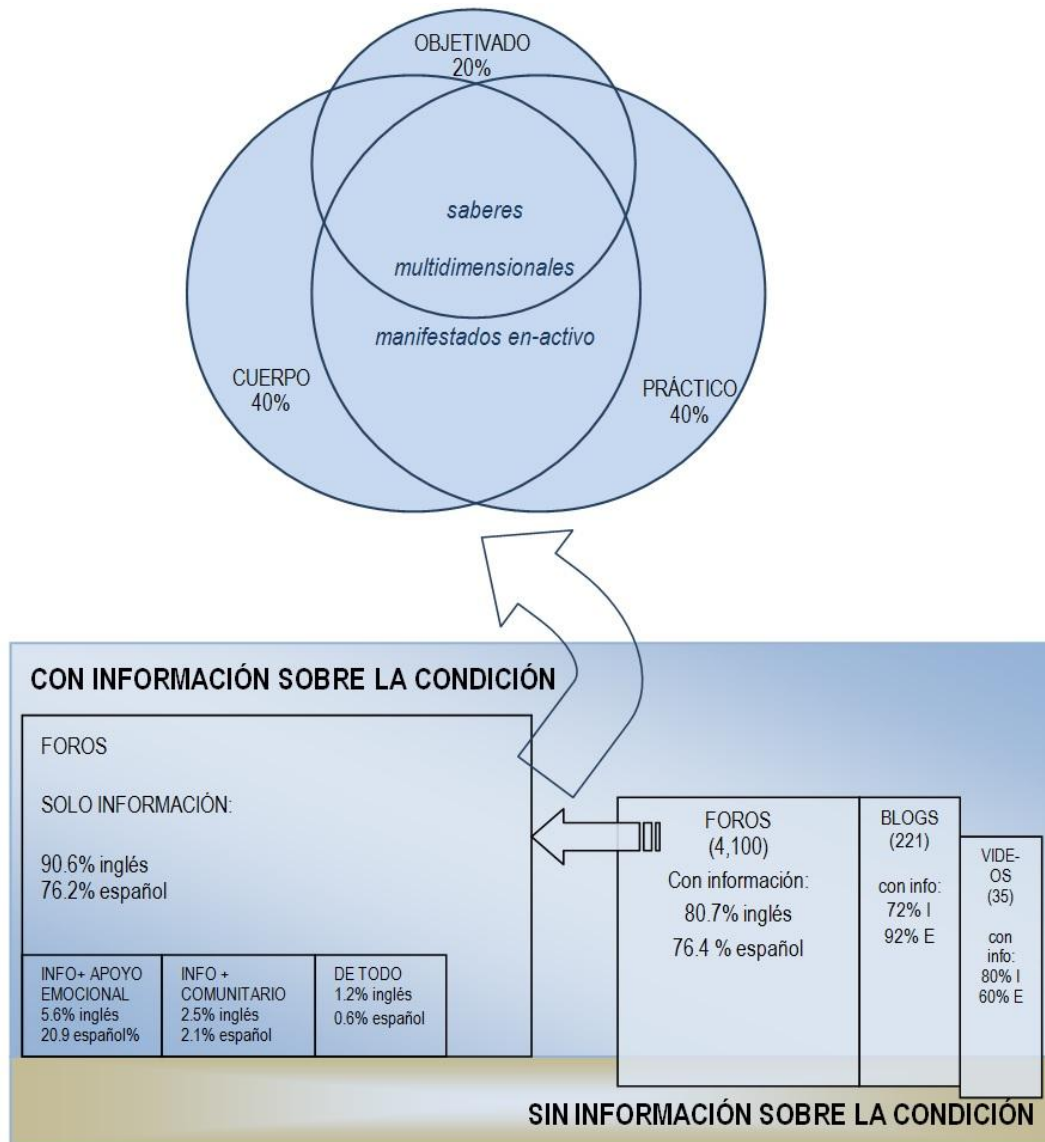 OBJETIVADO
20%
saberes
multidimensionales
manifestados en-activo
CUERPO
40%
PRÁCTICO
40%
CON INFORMACIÓN SOBRE LA CONDICIÓN
FOROS
SOLO INFORMACIÓN:
90.6% inglés
76.2% español
INFO+ APOYO
EMOCIONAL
5.6% inglés
20.9 español%
INFO +
COMUNITARIO
2.5% inglés
2.1% español
DE TODO
1.2% inglés
0.6% español
FOROS
(4,100)
Con información:
80.7% inglés
76.4 % español
BLOGS
(221)
con info:
72% I
92% E
VIDE-
OS
(35)
con
info:
80% I
60% E
SIN INFORMACIÓN SOBRE LA CONDICIÓN